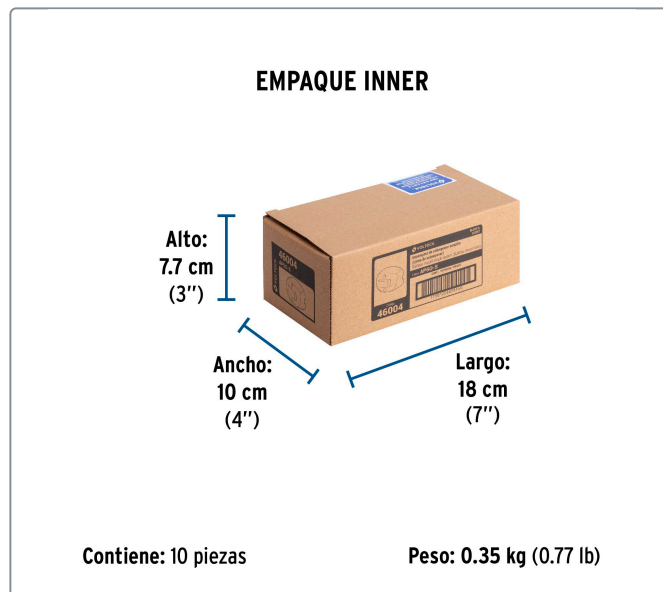 EMPAQUE INNER
Alto:
7.7 cm
(3’’)
46004
VOLTECK
46004
Ancho:
10 cm
(4’’)
Largo:
18 cm
(7’’)
Contiene: 10 piezas
Peso: 0.35 kg (0.77 lb)